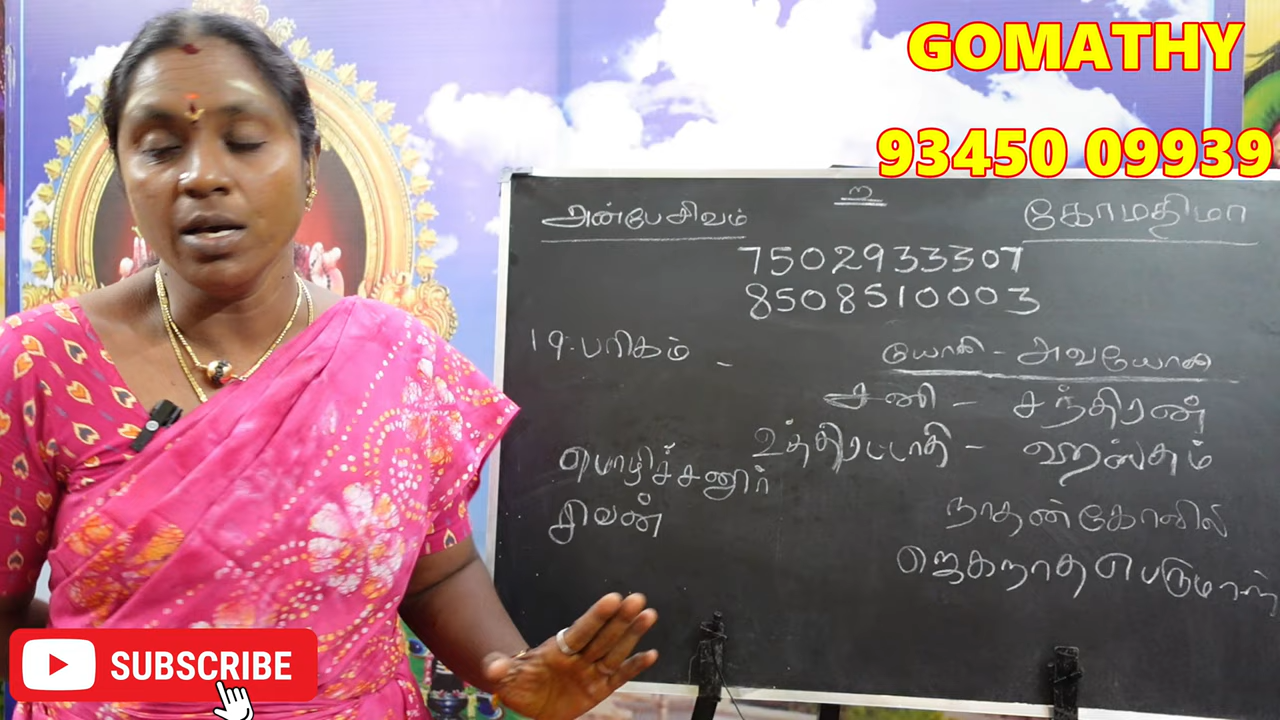 GOMATHY
93450 09939
உ
அன்பே சிவம்
கோமதிமா
7502933307
8508510003
19. பரிகம் -
யோகி - அவயோகி
சனி - சந்திரன்
உத்திரட்டாதி - ஹஸ்தம்
மொழிச்சனூர்
சிவன்
நாதன் கோவில்
ஜெகநாத பெருமாள்
SUBSCRIBE